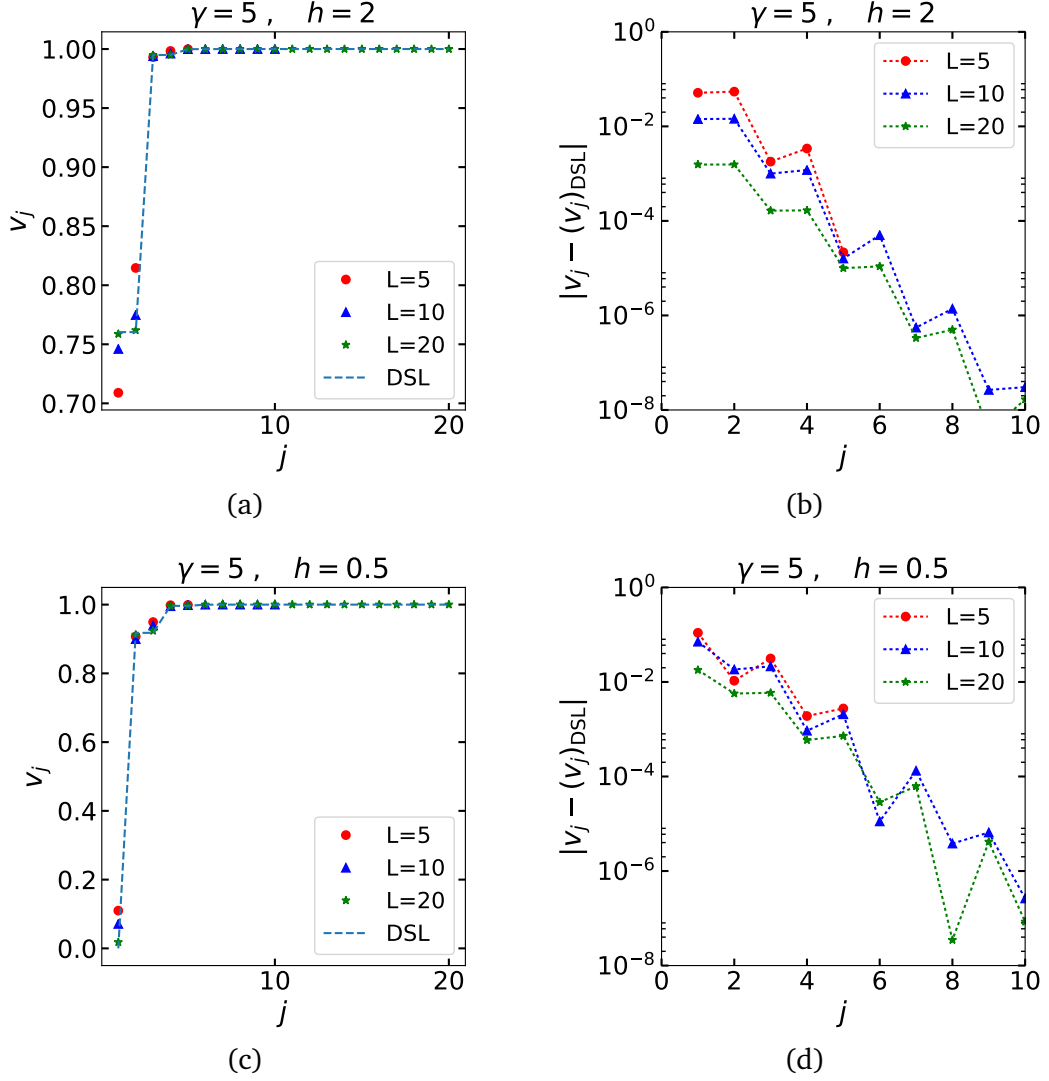 γ = 5 ,    h = 2
1.00
0.95
0.90
0.85
0.80
0.75
0.70
v_j
L=5
L=10
L=20
DSL
10
20
j
(a)
γ = 5 ,    h = 2
10^0
10^{-2}
10^{-4}
10^{-6}
10^{-8}
|v_j − (v_j)_DSL|
L=5
L=10
L=20
0 2 4 6 8 10
j
(b)
γ = 5 ,    h = 0.5
1.0
0.8
0.6
0.4
0.2
0.0
v_j
L=5
L=10
L=20
DSL
10
20
j
(c)
γ = 5 ,    h = 0.5
10^0
10^{-2}
10^{-4}
10^{-6}
10^{-8}
|v_j − (v_j)_DSL|
L=5
L=10
L=20
0 2 4 6 8 10
j
(d)